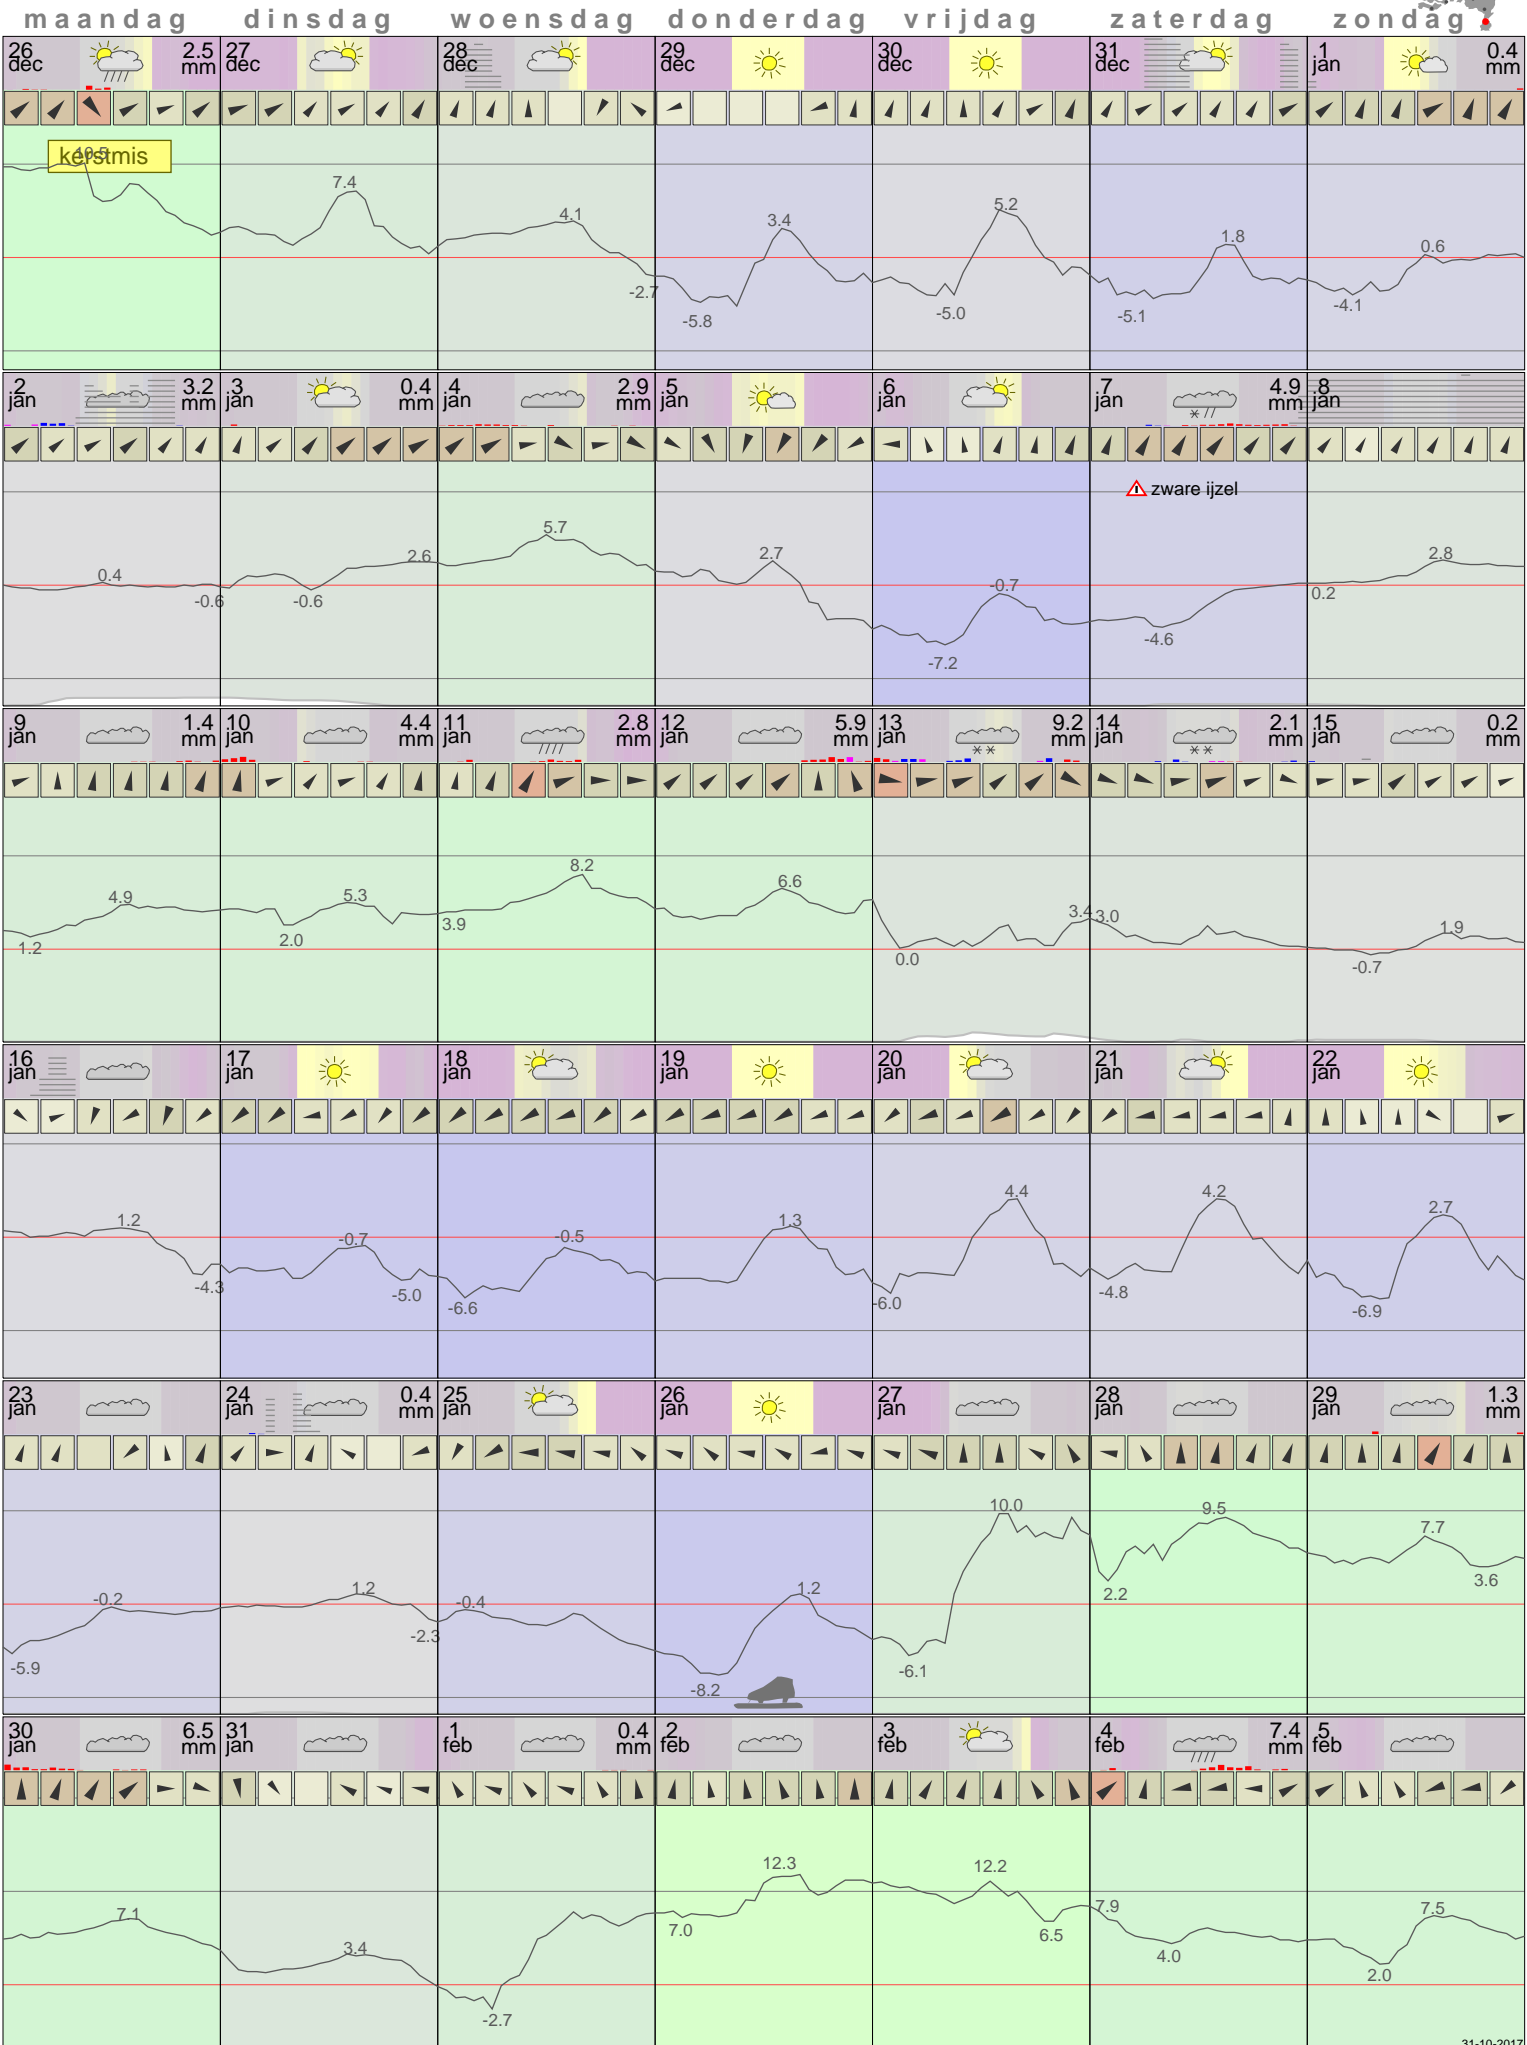 maandag dinsdag woensdag donderdag vrijdag zaterdag zondag
26 dec 2.5 mm 27 dec 28 dec 29 dec 30 dec 31 dec 1 jan 0.4 mm
kerstmis 10.5
7.4 4.1 -2.7 3.4 -5.8 5.2 -5.0 1.8 -5.1 0.6 -4.1
2 jan 3.2 mm 3 jan 0.4 mm 4 jan 2.9 mm 5 jan 6 jan 7 jan 4.9 mm 8 jan
zware ijzel
0.4 -0.6 -0.6 2.6 5.7 2.7 -0.7 -7.2 -4.6 0.2 2.8
9 jan 1.4 mm 10 jan 4.4 mm 11 jan 2.8 mm 12 jan 5.9 mm 13 jan 9.2 mm 14 jan 2.1 mm 15 jan 0.2 mm
1.2 4.9 2.0 5.3 3.9 8.2 6.6 0.0 3.4 3.0 -0.7 1.9
16 jan 17 jan 18 jan 19 jan 20 jan 21 jan 22 jan
1.2 -4.3 -0.7 -5.0 -6.6 -0.5 1.3 -6.0 4.4 -4.8 4.2 -6.9 2.7
23 jan 24 jan 0.4 mm 25 jan 26 jan 27 jan 28 jan 29 jan 1.3 mm
-5.9 -0.2 1.2 -2.3 -0.4 -8.2 1.2 -6.1 10.0 2.2 9.5 7.7 3.6
30 jan 6.5 mm 31 jan 1 feb 0.4 mm 2 feb 3 feb 4 feb 7.4 mm 5 feb
7.1 3.4 -2.7 7.0 12.3 12.2 6.5 7.9 4.0 2.0 7.5
31-10-2017